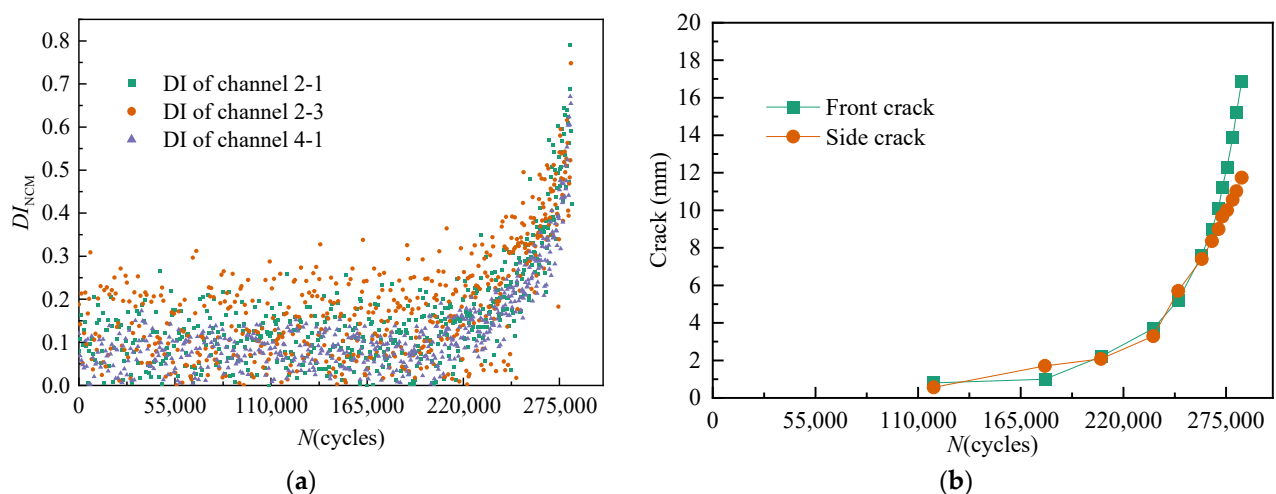 0.8
0.7
0.6
0.5
0.4
0.3
0.2
0.1
0.0
DI_NCM
DI of channel 2-1
DI of channel 2-3
DI of channel 4-1
0 55,000 110,000 165,000 220,000 275,000
N(cycles)
(a)
20
18
16
14
12
10
8
6
4
2
0
Crack (mm)
Front crack
Side crack
0 55,000 110,000 165,000 220,000 275,000
N(cycles)
(b)